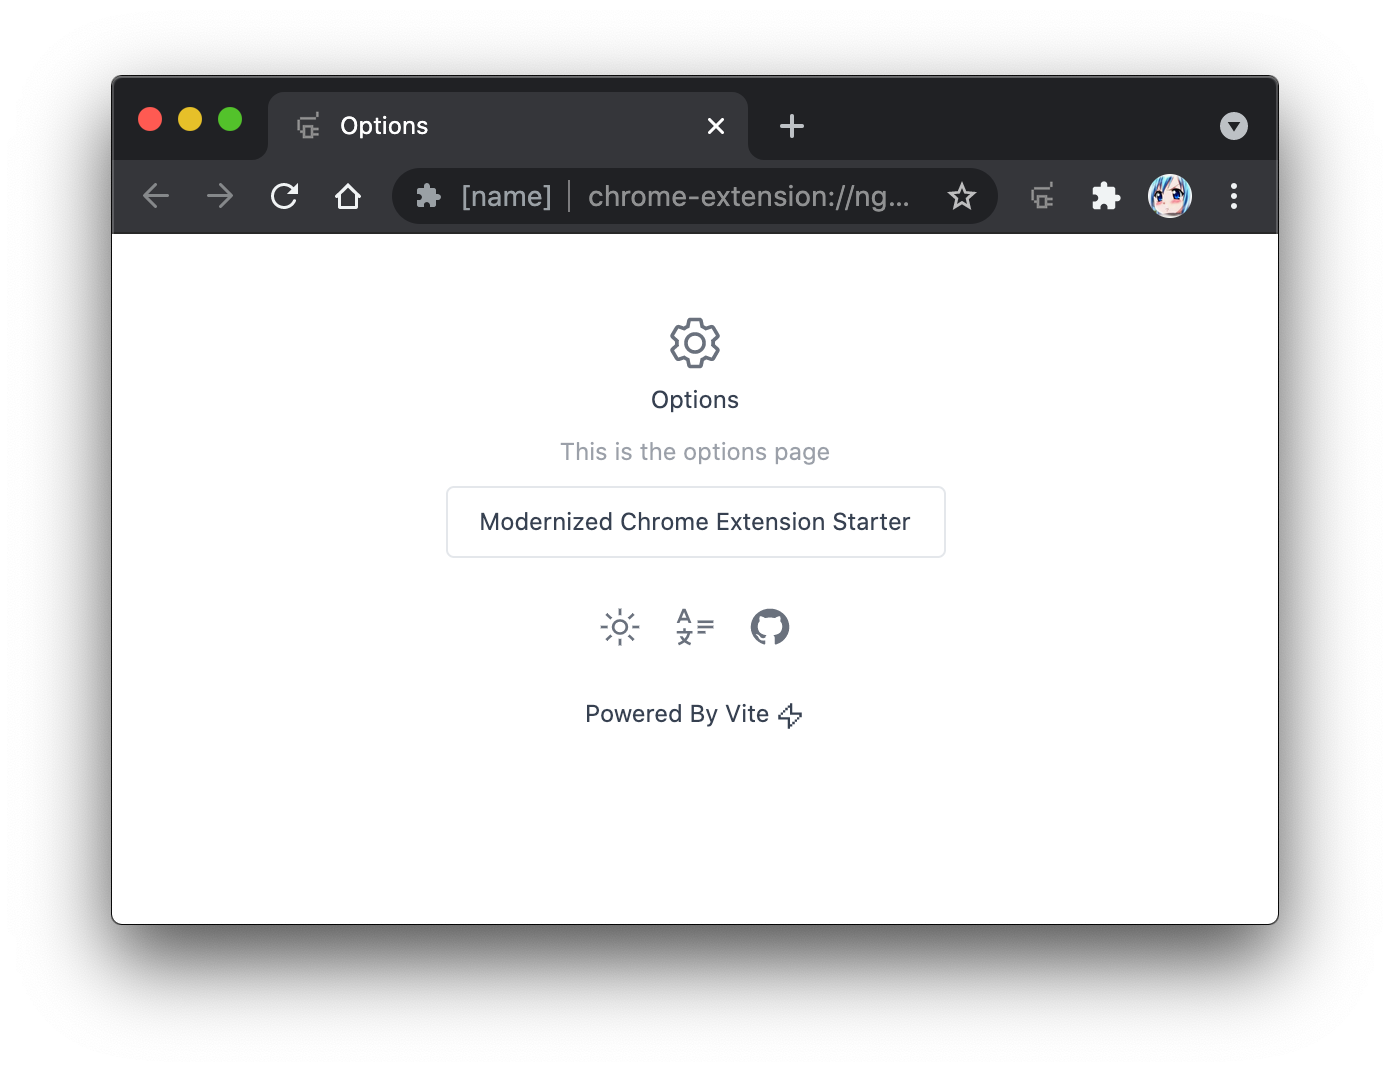 Options
[name] chrome-extension://ng...
Options
This is the options page
Modernized Chrome Extension Starter
Powered By Vite